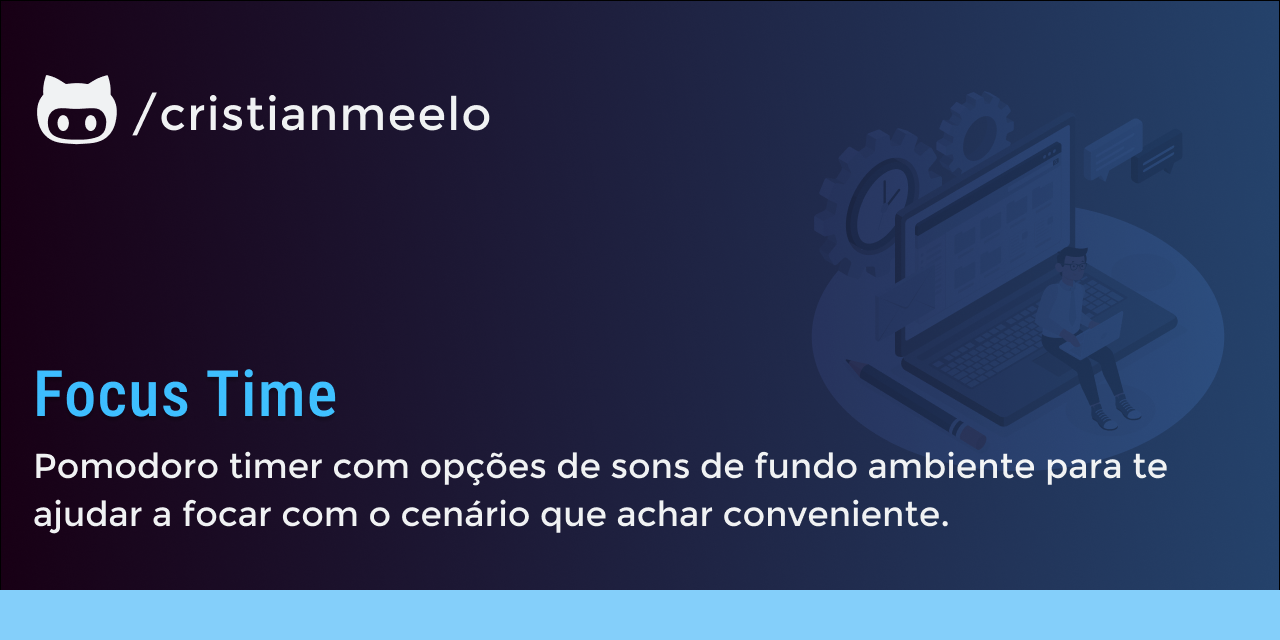 /cristianmeelo
Focus Time
Pomodoro timer com opções de sons de fundo ambiente para te
ajudar a focar com o cenário que achar conveniente.